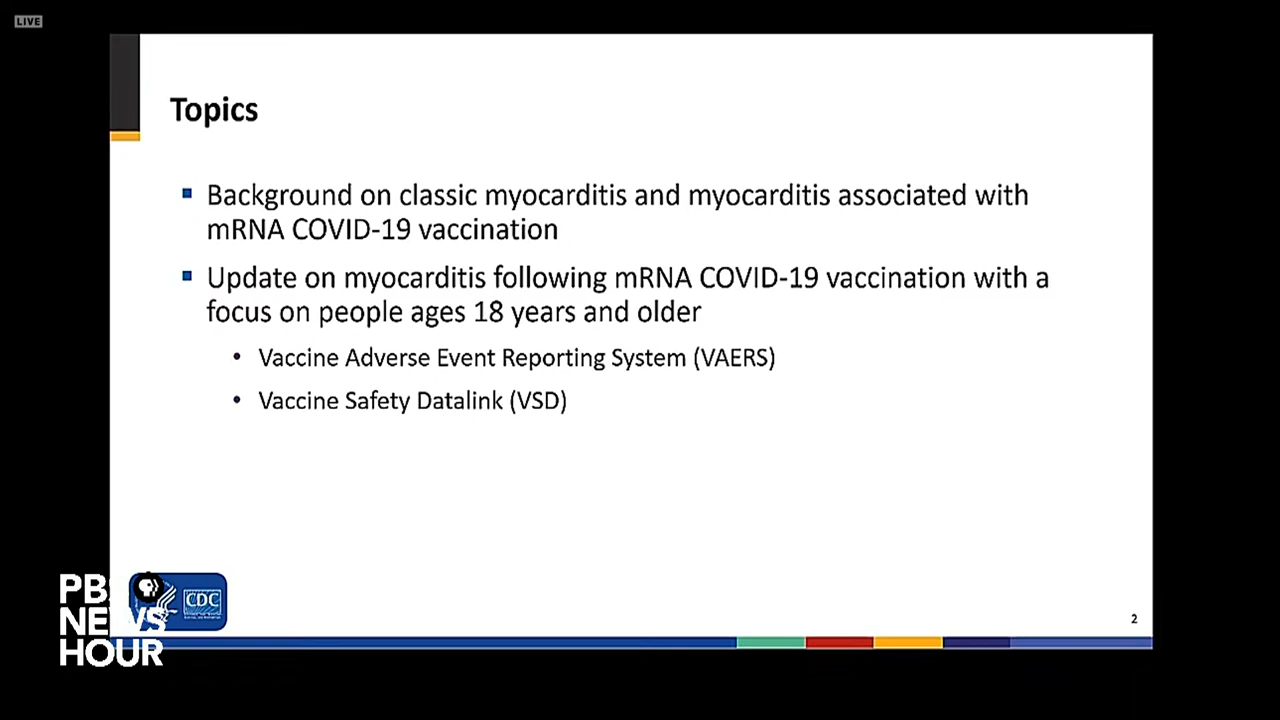 LIVE
Topics
Background on classic myocarditis and myocarditis associated with
mRNA COVID-19 vaccination
Update on myocarditis following mRNA COVID-19 vaccination with a
focus on people ages 18 years and older
Vaccine Adverse Event Reporting System (VAERS)
Vaccine Safety Datalink (VSD)
CDC
2
PBS
NEWS
HOUR